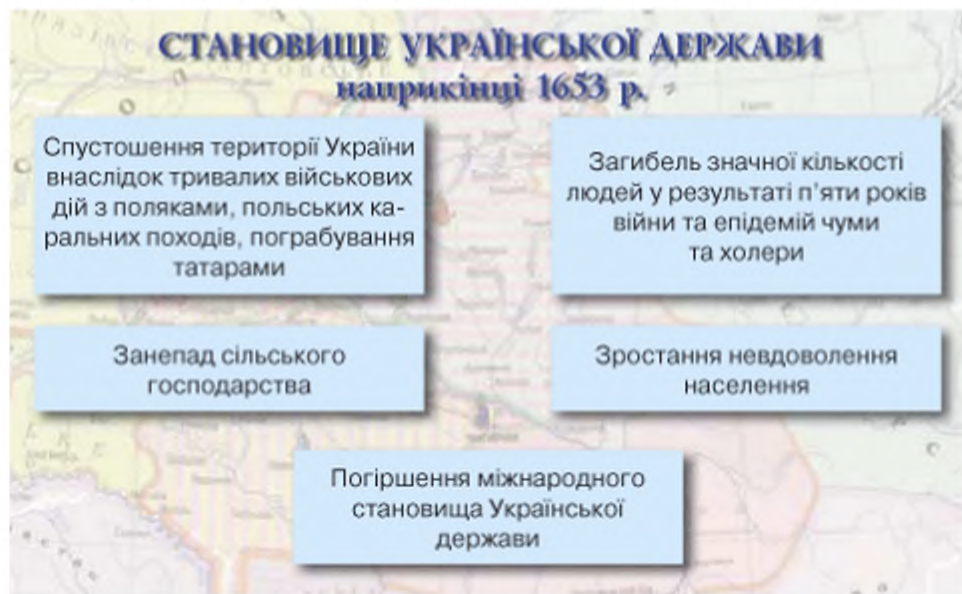 СТАНОВИЩЕ УКРАЇНСЬКОЇ ДЕРЖАВИ
наприкінці 1653 р.
Спустошення території України
внаслідок тривалих військових
дій з поляками, польських ка-
ральних походів, пограбування
татарами
Загибель значної кількості
людей у результаті п’яти років
війни та епідемій чуми
та холери
Занепад сільського
господарства
Зростання невдоволення
населення
Погіршення міжнародного
становища Української
держави